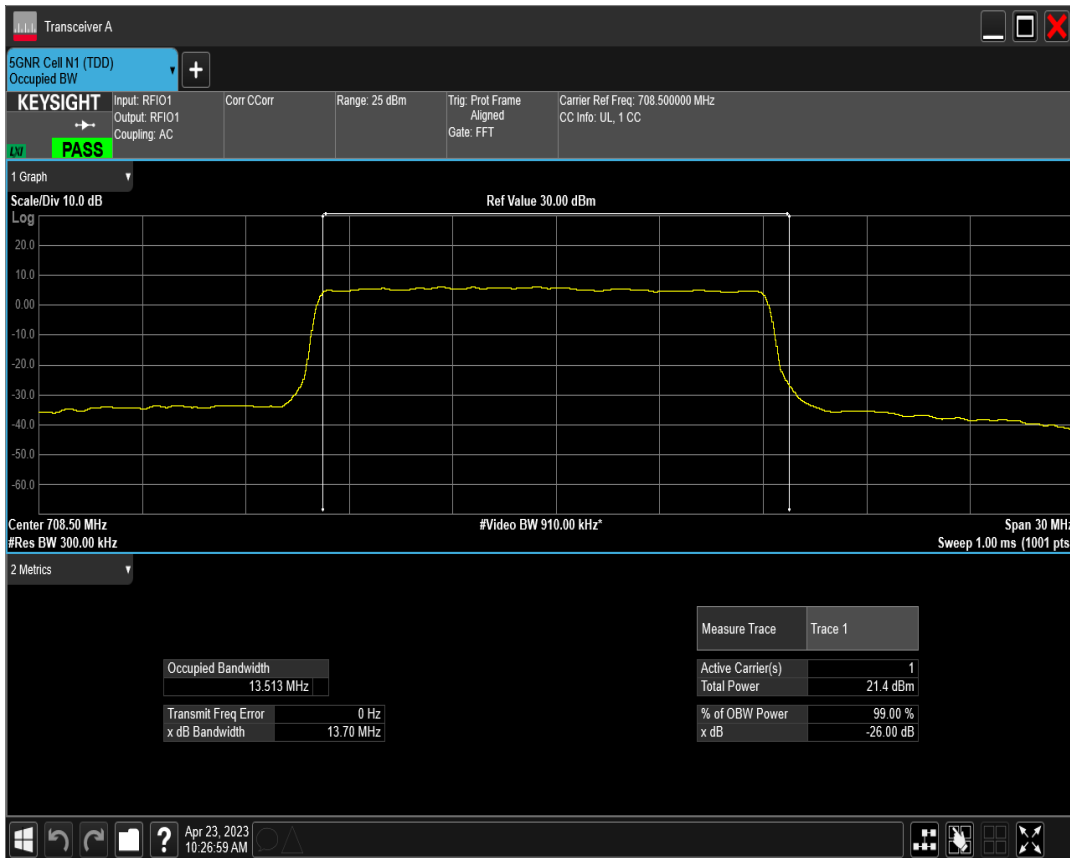 Transceiver A
5GNR Cell N1 (TDD)
Occupied BW
KEYSIGHT
LXI
PASS
Input: RFIO1
Output: RFIO1
Coupling: AC
Corr CCorr
Range: 25 dBm
Trig: Prot Frame
Aligned
Gate: FFT
Carrier Ref Freq: 708.500000 MHz
CC Info: UL, 1 CC
1 Graph
Scale/Div 10.0 dB
Ref Value 30.00 dBm
Log
20.0
10.0
0.00
-10.0
-20.0
-30.0
-40.0
-50.0
-60.0
Center 708.50 MHz
#Video BW 910.00 kHz*
Span 30 MHz
#Res BW 300.00 kHz
Sweep 1.00 ms (1001 pts
2 Metrics
Measure Trace Trace 1
Occupied Bandwidth
13.513 MHz
Active Carrier(s) 1
Total Power 21.4 dBm
Transmit Freq Error 0 Hz
x dB Bandwidth 13.70 MHz
% of OBW Power 99.00 %
x dB -26.00 dB
?
Apr 23, 2023
10:26:59 AM